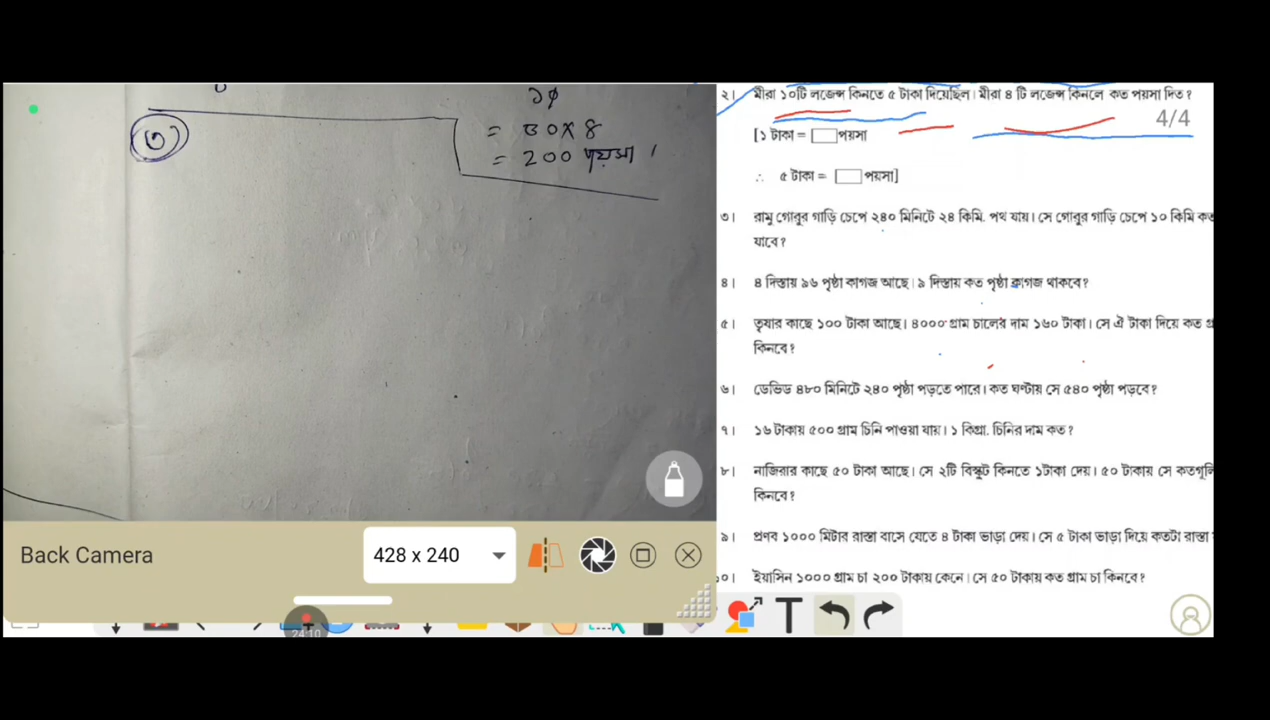 ১φ
= ৫০×৪
= ২০০ পয়সা ।
৩
২। মীরা ১০টি লজেন্স কিনতে ৫ টাকা দিয়েছিল। মীরা ৪ টি লজেন্স কিনলে কত পয়সা দিত?
4/4
[১ টাকা = পয়সা
∴ ৫ টাকা = পয়সা]
৩। রামু গোরুর গাড়ি চেপে ২৪০ মিনিটে ২৪ কিমি. পথ যায়। সে গোরুর গাড়ি চেপে ১০ কিমি কত
যাবে?
৪। ৪ দিস্তায় ৯৬ পৃষ্ঠা কাগজ আছে। ৯ দিস্তায় কত পৃষ্ঠা কাগজ থাকবে?
৫। তৃষার কাছে ১০০ টাকা আছে। ৪০০০ গ্রাম চালের দাম ১৬০ টাকা। সে ঐ টাকা দিয়ে কত গ্র
কিনবে?
৬। ডেভিড ৪৮০ মিনিটে ২৪০ পৃষ্ঠা পড়তে পারে। কত ঘণ্টায় সে ৫৪০ পৃষ্ঠা পড়বে?
৭। ১৬ টাকায় ৫০০ গ্রাম চিনি পাওয়া যায়। ১ কিগ্রা. চিনির দাম কত?
৮। নাজিরার কাছে ৫০ টাকা আছে। সে ২টি বিস্কুট কিনতে ১টাকা দেয়। ৫০ টাকায় সে কতগুলি
কিনবে?
৯। প্রণব ১০০০ মিটার রাস্তা বাসে যেতে ৪ টাকা ভাড়া দেয়। সে ৫ টাকা ভাড়া দিয়ে কতটা রাস্তা
১০। ইয়াসিন ১০০০ গ্রাম চা ২০০ টাকায় কেনে। সে ৫০ টাকায় কত গ্রাম চা কিনবে?
Back Camera
428 x 240
24:10
T